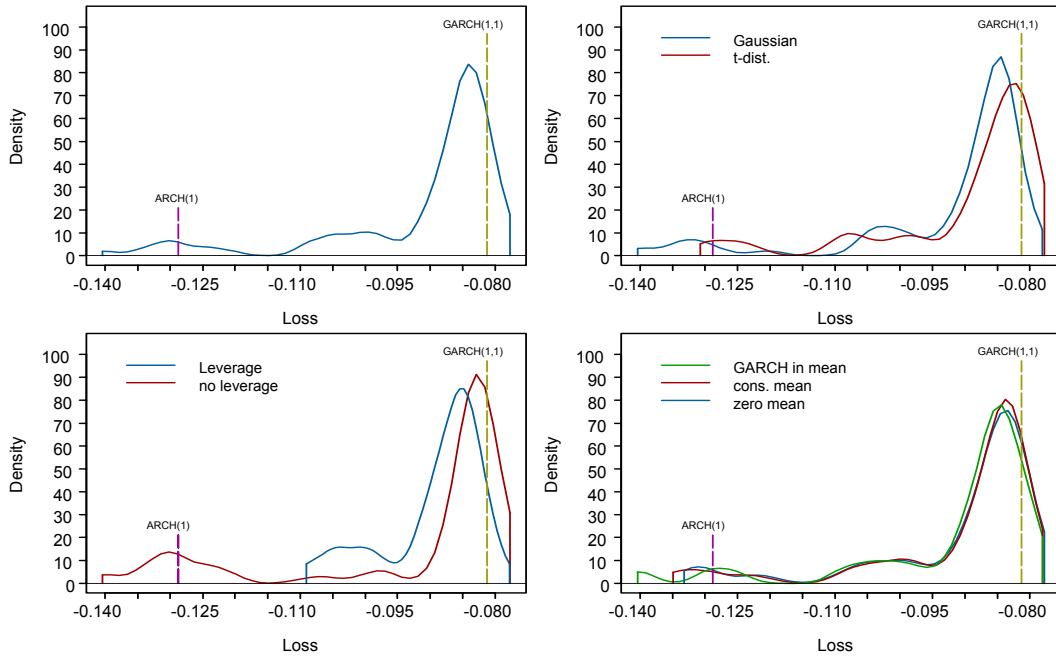 GARCH(1,1)
100
90
80
70
60
50
40
30
20
10
0
Density
ARCH(1)
-0.140 -0.125 -0.110 -0.095 -0.080
Loss
GARCH(1,1)
Gaussian
t-dist.
100
90
80
70
60
50
40
30
20
10
0
Density
ARCH(1)
-0.140 -0.125 -0.110 -0.095 -0.080
Loss
GARCH(1,1)
Leverage
no leverage
100
90
80
70
60
50
40
30
20
10
0
Density
ARCH(1)
-0.140 -0.125 -0.110 -0.095 -0.080
Loss
GARCH(1,1)
GARCH in mean
cons. mean
zero mean
100
90
80
70
60
50
40
30
20
10
0
Density
ARCH(1)
-0.140 -0.125 -0.110 -0.095 -0.080
Loss